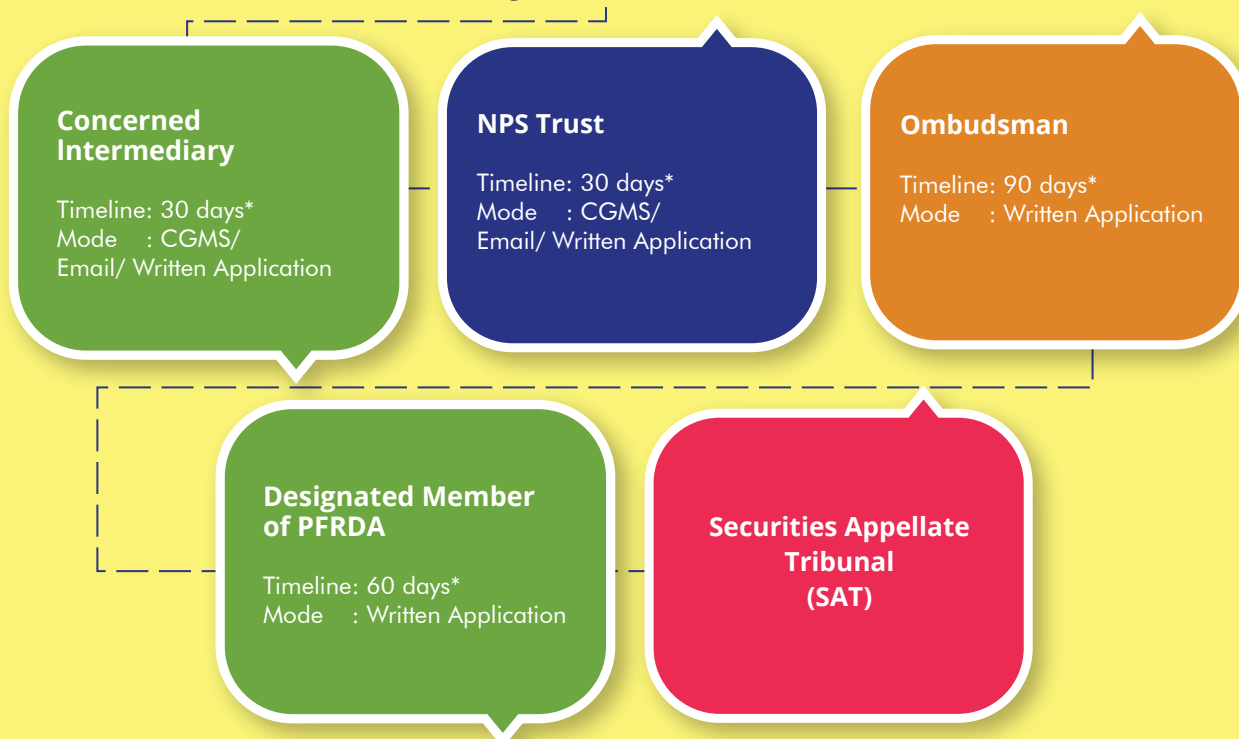 Concerned
Intermediary
Timeline: 30 days*
Mode : CGMS/
Email/ Written Application
NPS Trust
Timeline: 30 days*
Mode : CGMS/
Email/ Written Application
Ombudsman
Timeline: 90 days*
Mode : Written Application
Designated Member
of PFRDA
Timeline: 60 days*
Mode : Written Application
Securities Appellate
Tribunal
(SAT)